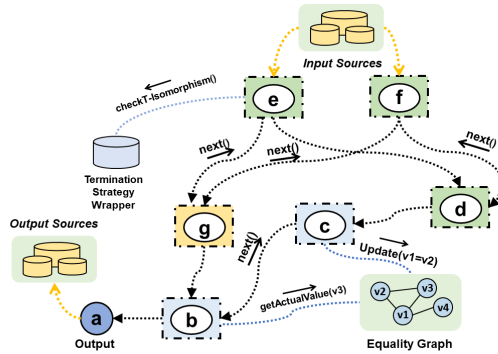 Input Sources
checkT-Isomorphism()
e
f
next()
next()
next()
Termination
Strategy
Wrapper
Output Sources
g
c
d
next()
Update(v1=v2)
getActualValue(v3)
v2
v3
v1
v4
a
b
Output
Equality Graph